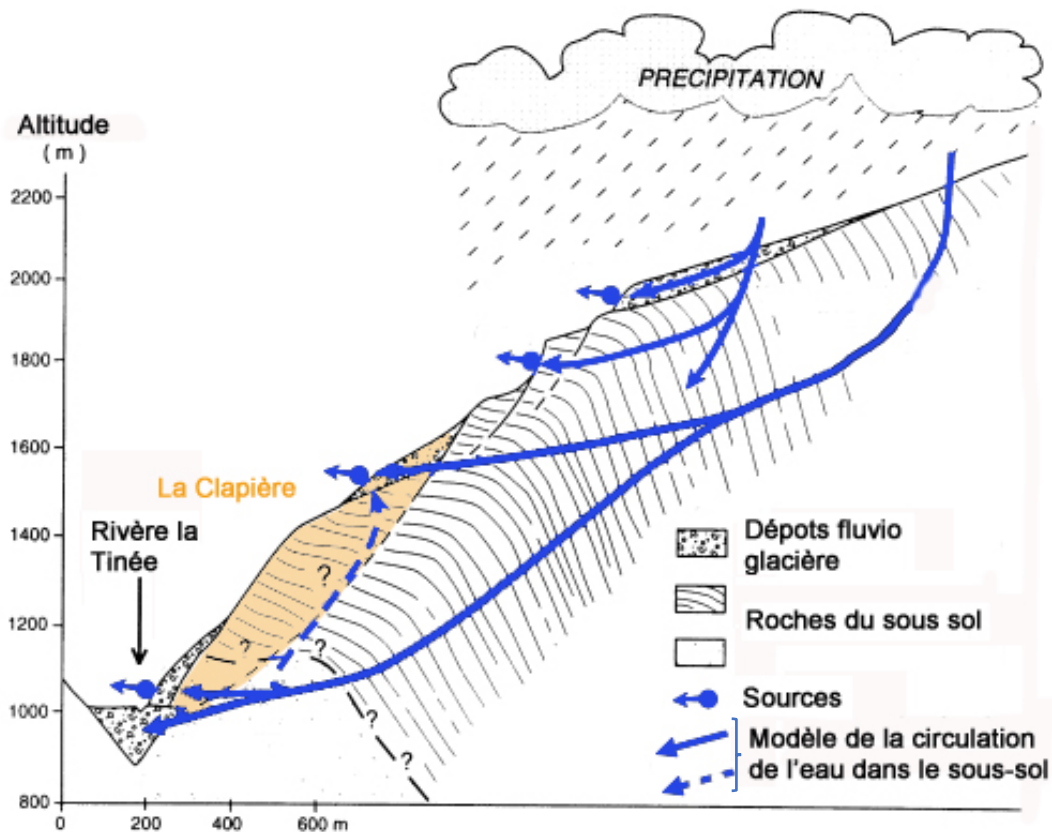 PRECIPITATION
Altitude
( m )
2200
2000
1800
1600
1400
1200
1000
800
La Clapière
Rivère la
Tinée
?
?
?
?
?
0
200
400
600 m
Dépots fluvio
glacière
Roches du sous sol
Sources
Modèle de la circulation
de l'eau dans le sous-sol